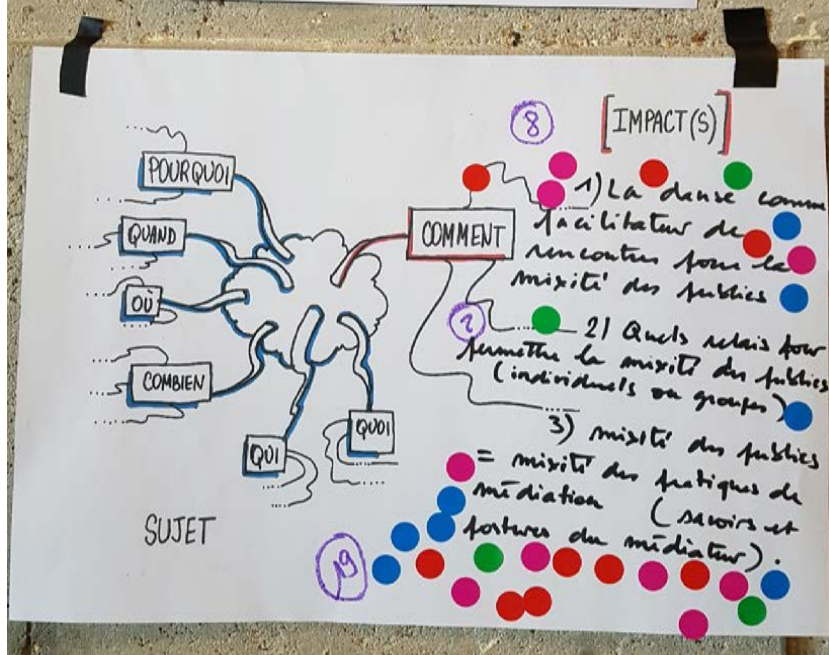 [IMPACT(S)]
8
POURQUOI
QUAND
OÙ
COMBIEN
QUI
QUOI
COMMENT
SUJET
1) La danse comme
facilitateur de
rencontres pour la
mixité des publics
2
2) Quels relais pour
permettre la mixité des publics
(individuels ou groupes)
3) mixité des publics
= mixité des pratiques de
médiation (savoirs et
postures du médiateur).
19